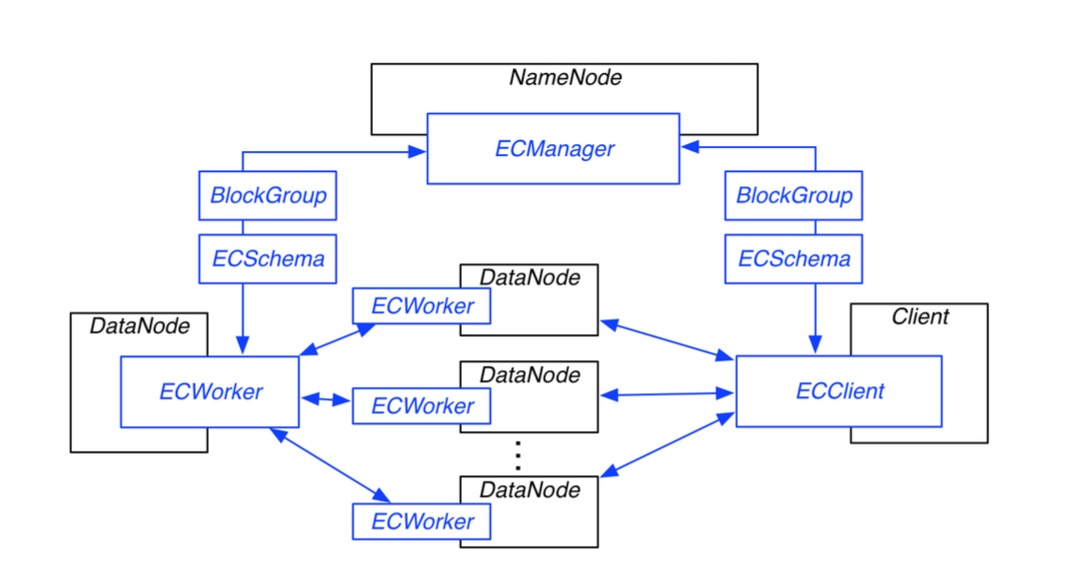 NameNode
ECManager
BlockGroup
BlockGroup
ECSchema
ECSchema
DataNode
ECWorker
DataNode
Client
DataNode
ECWorker
ECClient
ECWorker
DataNode
ECWorker